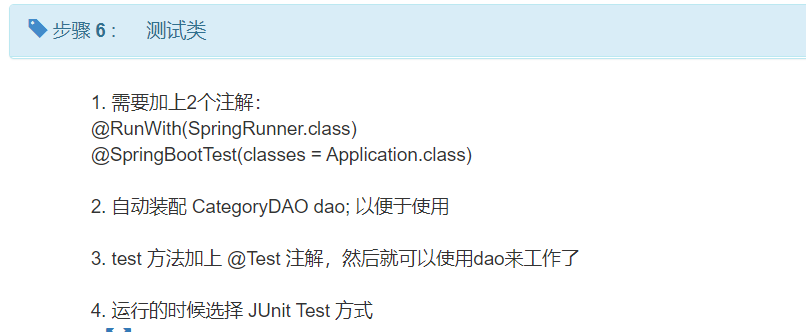 步骤 6 : 测试类
1. 需要加上2个注解：
@RunWith(SpringRunner.class)
@SpringBootTest(classes = Application.class)
2. 自动装配 CategoryDAO dao; 以便于使用
3. test 方法加上 @Test 注解，然后就可以使用dao来工作了
4. 运行的时候选择 JUnit Test 方式